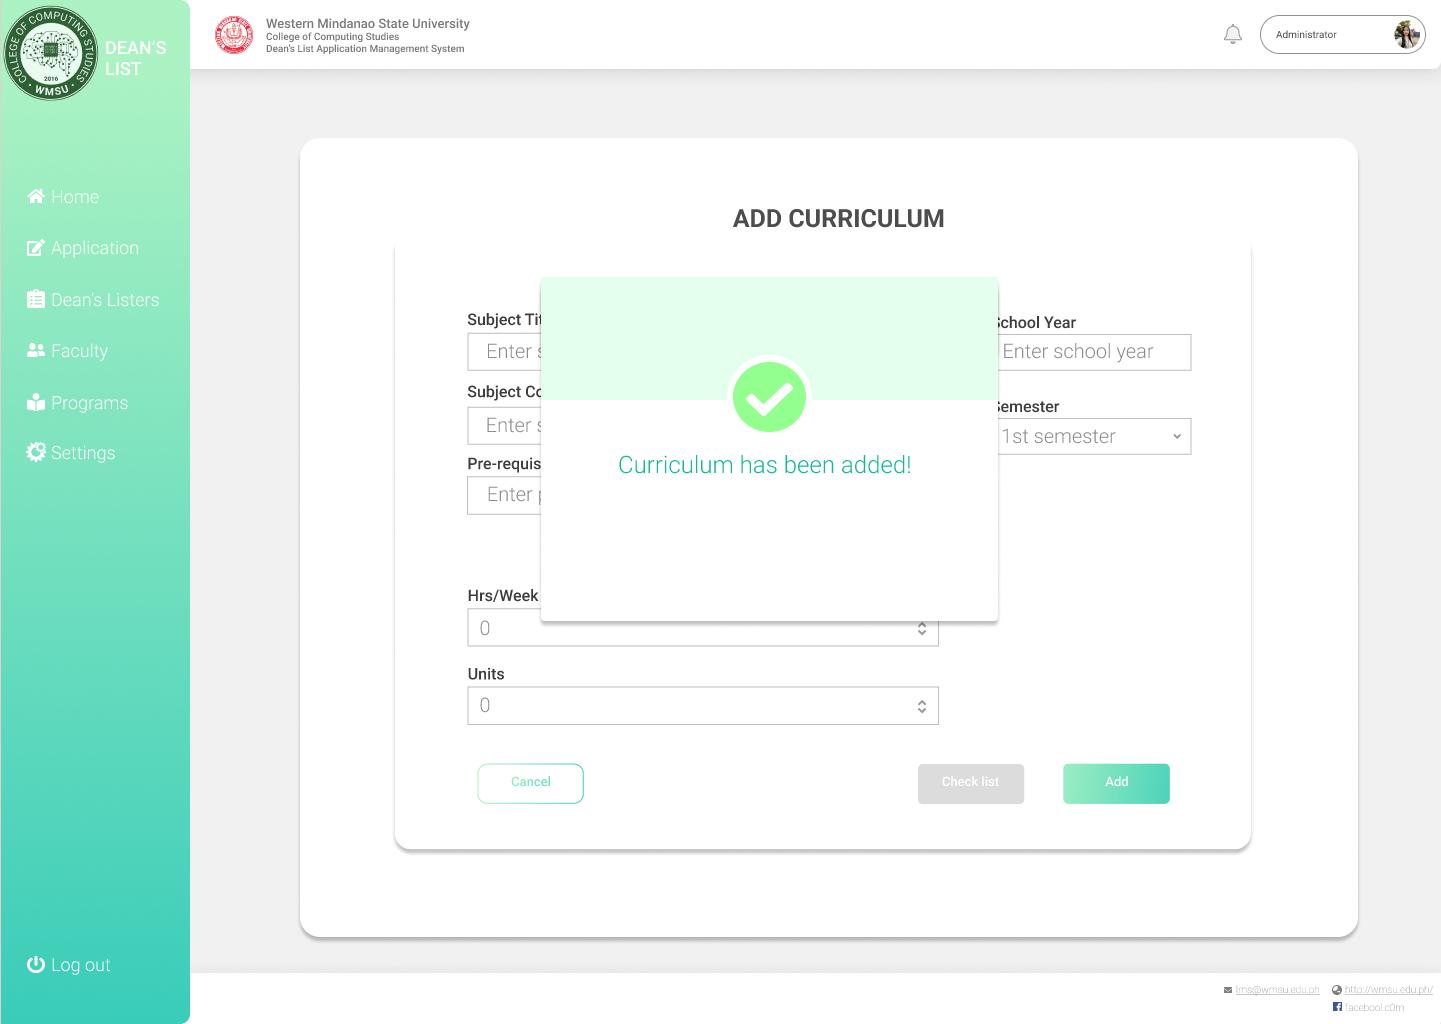 COLLEGE OF COMPUTING STUDIES
2016
WMSU
DEAN'S
LIST
Western Mindanao State University
College of Computing Studies
Dean's List Application Management System
Administrator
Home
Application
Dean's Listers
Faculty
Programs
Settings
Log out
ADD CURRICULUM
Subject Tit
Enter s
School Year
Enter school year
Subject Co
Enter s
Semester
1st semester
Pre-requis
Enter p
Curriculum has been added!
Hrs/Week
0
Units
0
Cancel
Check list
Add
lms@wmsu.edu.ph
http://wmsu.edu.ph/
facebool.c0m